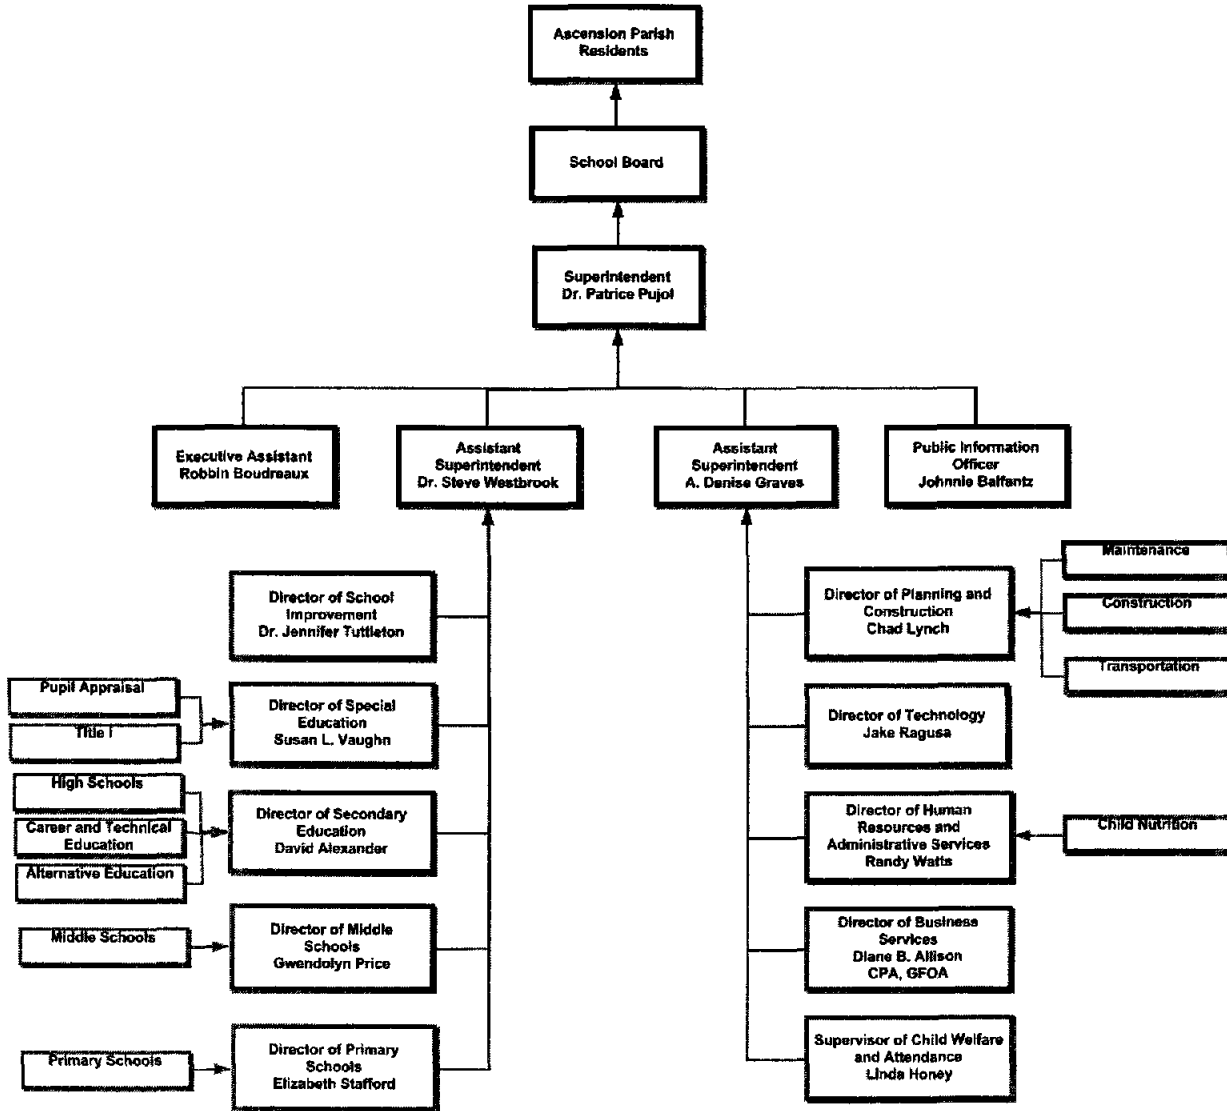 Ascension Parish
Residents
School Board
Superintendent
Dr. Patrice Pujol
Executive Assistant
Robbin Boudreaux
Assistant
Superintendent
Dr. Steve Westbrook
Assistant
Superintendent
A. Denise Graves
Public Information
Officer
Johnnie Balfantz
Director of School
Improvement
Dr. Jennifer Tuttleton
Pupil Appraisal
Title I
Director of Special
Education
Susan L. Vaughn
High Schools
Career and Technical
Education
Alternative Education
Director of Secondary
Education
David Alexander
Middle Schools
Director of Middle
Schools
Gwendolyn Price
Primary Schools
Director of Primary
Schools
Elizabeth Stafford
Director of Planning and
Construction
Chad Lynch
Maintenance
Construction
Transportation
Director of Technology
Jake Ragusa
Director of Human
Resources and
Administrative Services
Randy Watts
Child Nutrition
Director of Business
Services
Diane B. Allison
CPA, GFOA
Supervisor of Child Welfare
and Attendance
Linda Honey